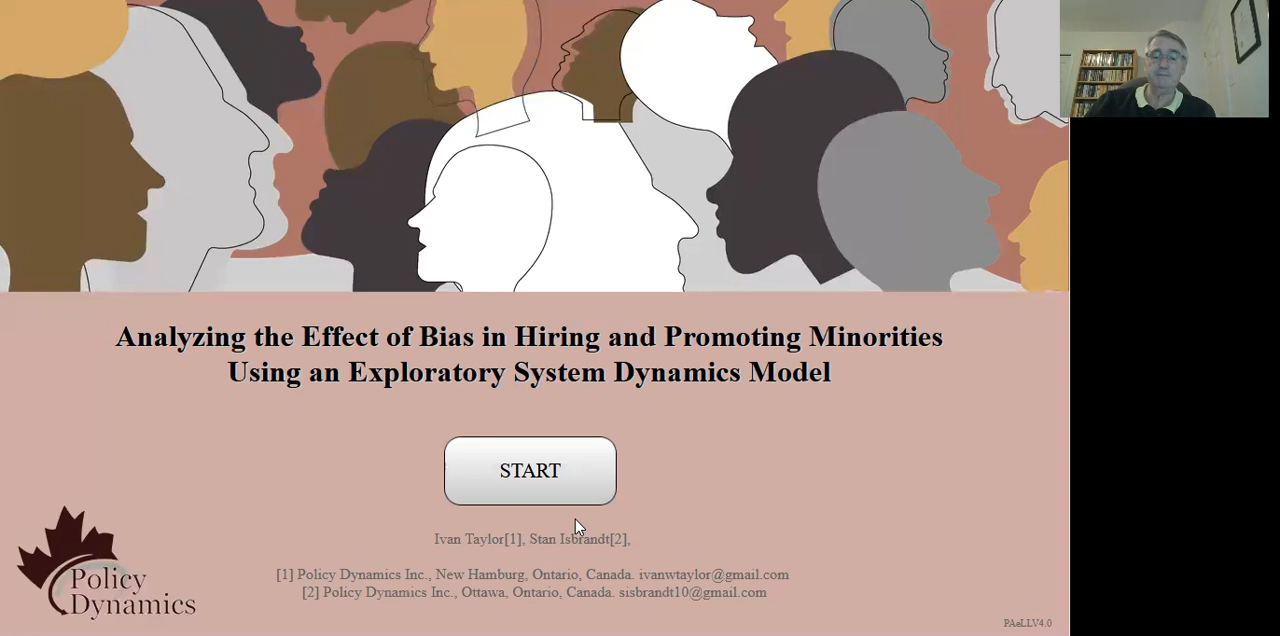 Analyzing the Effect of Bias in Hiring and Promoting Minorities
Using an Exploratory System Dynamics Model
START
Ivan Taylor[1], Stan Isbrandt[2],
[1] Policy Dynamics Inc., New Hamburg, Ontario, Canada. ivanwtaylor@gmail.com
[2] Policy Dynamics Inc., Ottawa, Ontario, Canada. sisbrandt10@gmail.com
Policy
Dynamics
PAeLLV4.0